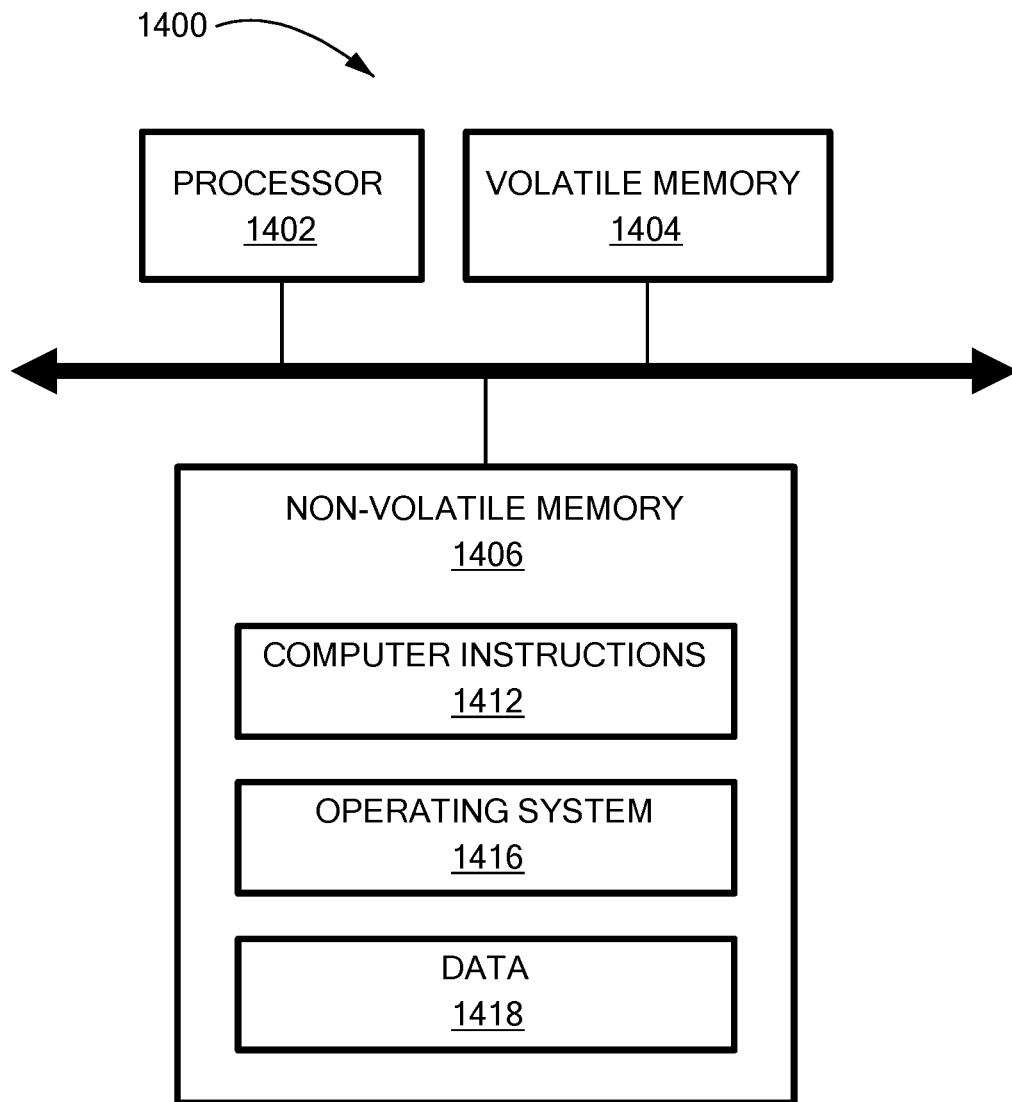 1400
PROCESSOR
1402
VOLATILE MEMORY
1404
NON-VOLATILE MEMORY
1406
COMPUTER INSTRUCTIONS
1412
OPERATING SYSTEM
1416
DATA
1418